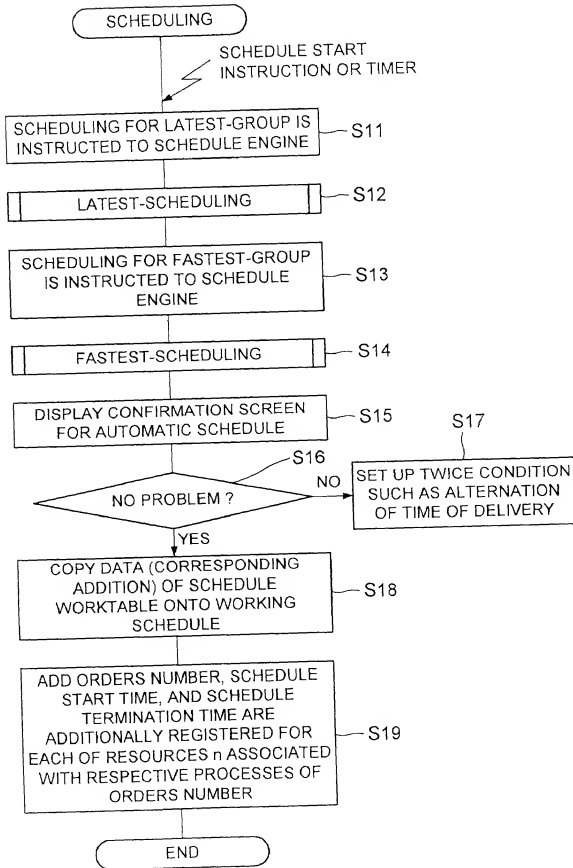 SCHEDULING
SCHEDULE START
INSTRUCTION OR TIMER
SCHEDULING FOR LATEST-GROUP IS
INSTRUCTED TO SCHEDULE ENGINE
S11
LATEST-SCHEDULING
S12
SCHEDULING FOR FASTEST-GROUP
IS INSTRUCTED TO SCHEDULE
ENGINE
S13
FASTEST-SCHEDULING
S14
DISPLAY CONFIRMATION SCREEN
FOR AUTOMATIC SCHEDULE
S15
S16
NO PROBLEM ?
NO
S17
SET UP TWICE CONDITION
SUCH AS ALTERNATION
OF TIME OF DELIVERY
YES
COPY DATA (CORRESPONDING
ADDITION) OF SCHEDULE
WORKTABLE ONTO WORKING
SCHEDULE
S18
ADD ORDERS NUMBER, SCHEDULE
START TIME, AND SCHEDULE
TERMINATION TIME ARE
ADDITIONALLY REGISTERED FOR
EACH OF RESOURCES n ASSOCIATED
WITH RESPECTIVE PROCESSES OF
ORDERS NUMBER
S19
END